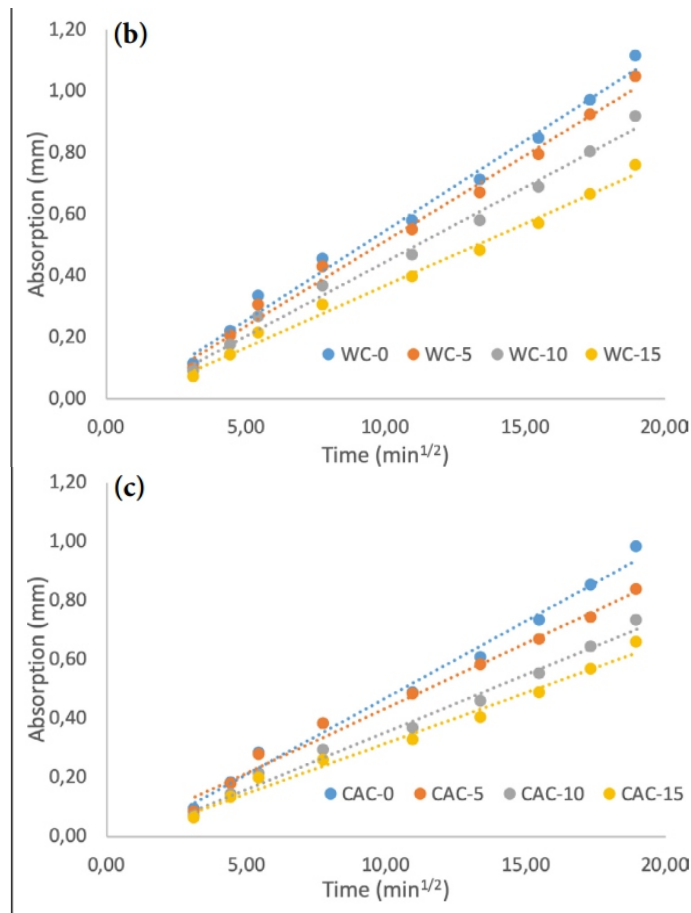 (b)
1,20
1,00
0,80
0,60
0,40
0,20
0,00
Absorption (mm)
WC-0 WC-5 WC-10 WC-15
0,00 5,00 10,00 15,00 20,00
Time (min1/2)
(c)
1,20
1,00
0,80
0,60
0,40
0,20
0,00
Absorption (mm)
CAC-0 CAC-5 CAC-10 CAC-15
0,00 5,00 10,00 15,00 20,00
Time (min1/2)